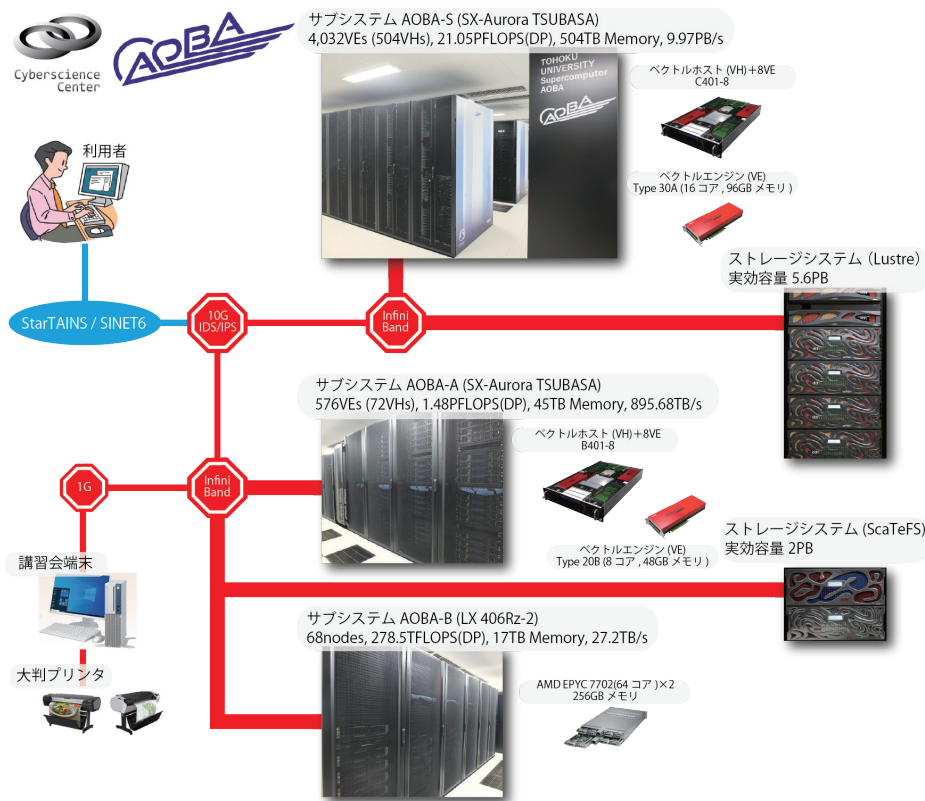 Cyberscience
Center
AOBA
サブシステム AOBA-S (SX-Aurora TSUBASA)
4,032VEs (504VHs), 21.05PFLOPS(DP), 504TB Memory, 9.97PB/s
TOHOKU
UNIVERSITY
Supercomputer
AOBA
AOBA
ベクトルホスト(VH)+8VE
C401-8
ベクトルエンジン(VE)
Type 30A (16 コア , 96GB メモリ )
利用者
StarTAINS / SINET6
10G
IDS/IPS
Infini
Band
ストレージシステム (Lustre)
実効容量 5.6PB
サブシステム AOBA-A (SX-Aurora TSUBASA)
576VEs (72VHs), 1.48PFLOPS(DP), 45TB Memory, 895.68TB/s
ベクトルホスト(VH)+8VE
B401-8
ベクトルエンジン(VE)
Type 20B (8 コア , 48GB メモリ )
1G
Infini
Band
ストレージシステム (ScaTeFS)
実効容量 2PB
講習会端末
大判プリンタ
サブシステム AOBA-B (LX 406Rz-2)
68nodes, 278.5TFLOPS(DP), 17TB Memory, 27.2TB/s
AMD EPYC 7702(64 コア )×2
256GB メモリ